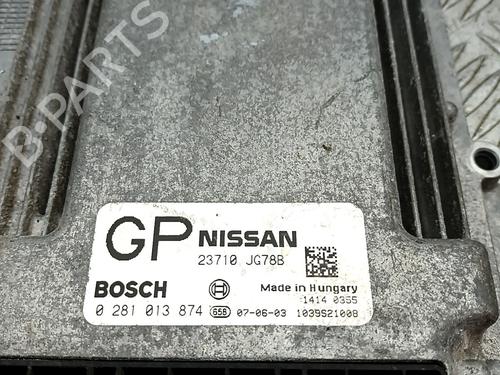 B-PARTS
GP NISSAN
23710 JG78B
BOSCH Made in Hungary
1414 0355
0 281 013 874 658 07-06-03 1039S21008